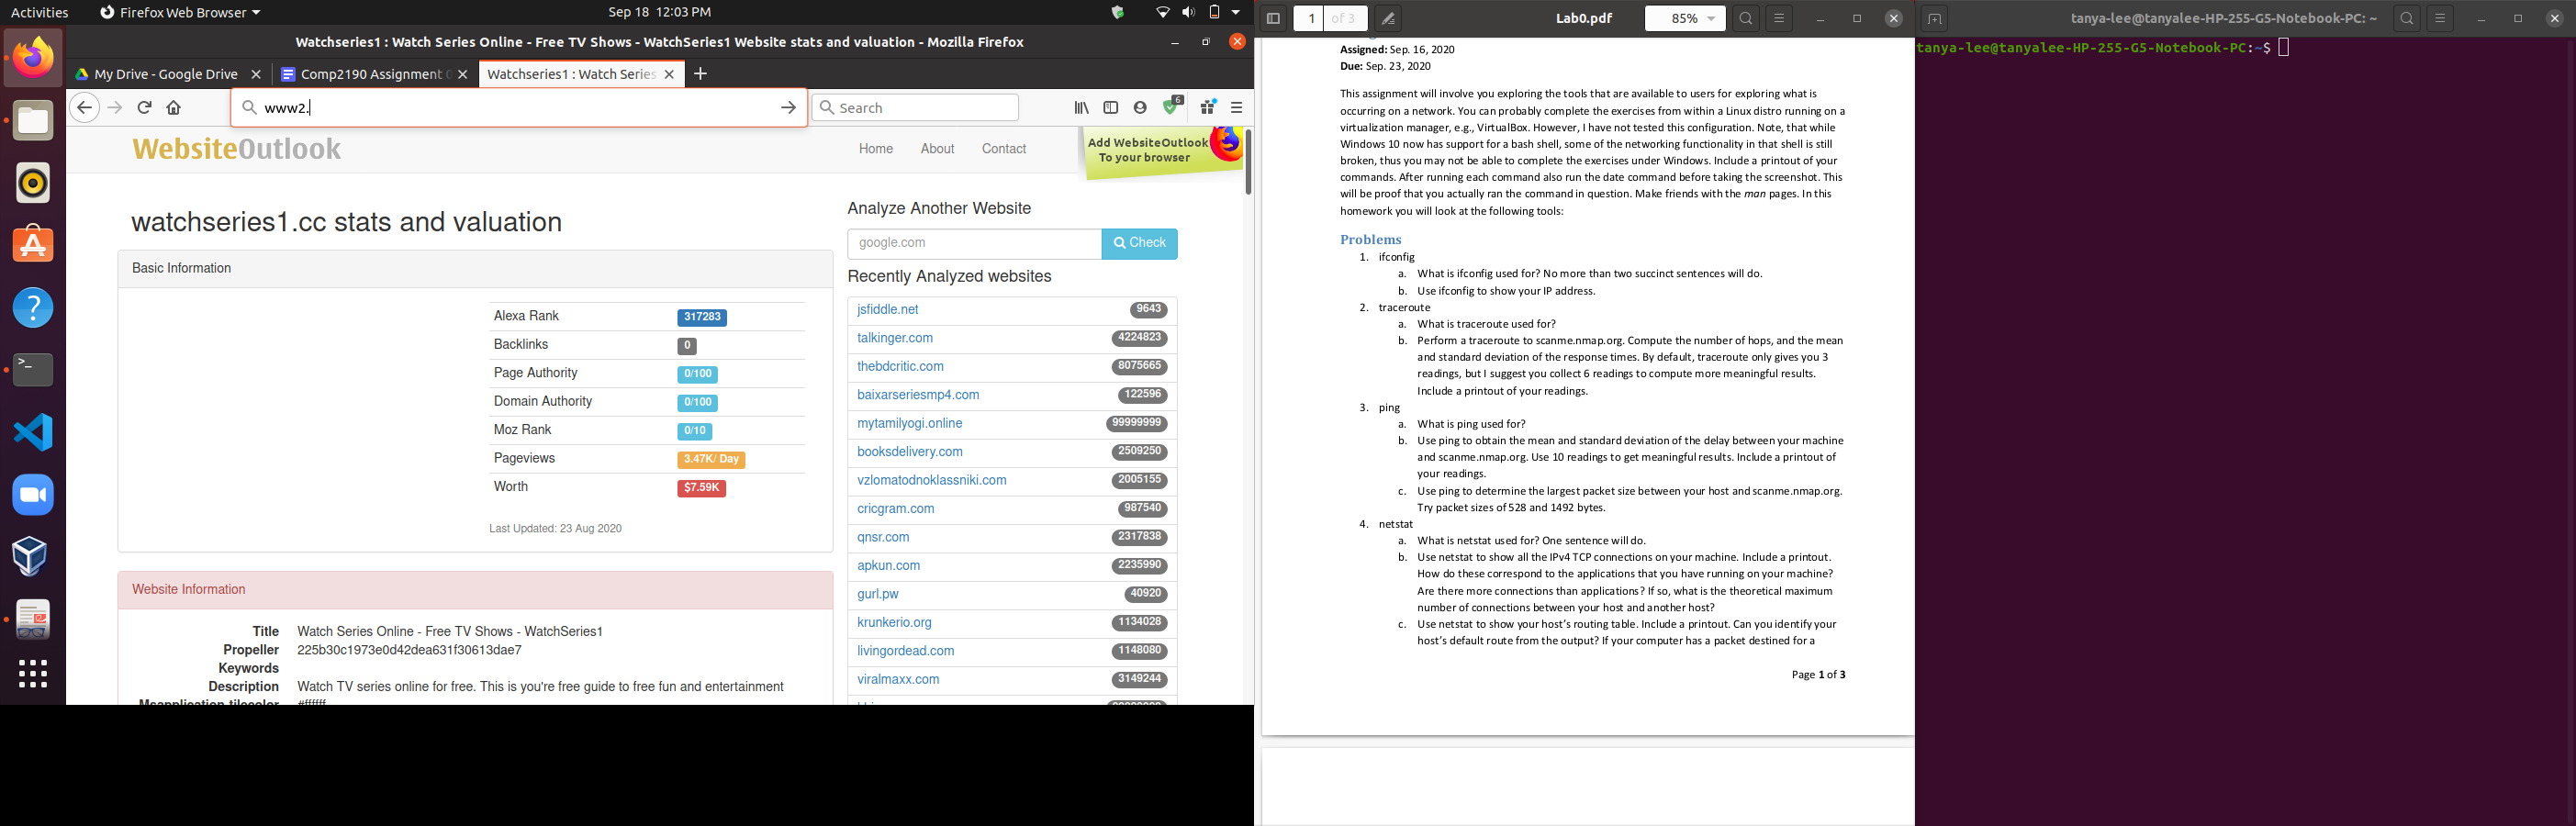 Activities
Firefox Web Browser
Sep 18 12:03 PM
Watchseries1 : Watch Series Online - Free TV Shows - WatchSeries1 Website stats and valuation - Mozilla Firefox
My Drive - Google Drive
Comp2190 Assignment
Watchseries1 : Watch Series
www2.
Search
6
WebsiteOutlook
Home
About
Contact
Add WebsiteOutlook
To your browser
watchseries1.cc stats and valuation
Basic Information
Alexa Rank 317283
Backlinks 0
Page Authority 0/100
Domain Authority 0/100
Moz Rank 0/10
Pageviews 3.47K/ Day
Worth $7.59K
Last Updated: 23 Aug 2020
Website Information
Title Watch Series Online - Free TV Shows - WatchSeries1
Propeller 225b30c1973e0d42dea631f30613dae7
Keywords
Description Watch TV series online for free. This is you're free guide to free fun and entertainment
Msapplication-tilecolor #ffffff
Analyze Another Website
google.com
Check
Recently Analyzed websites
jsfiddle.net 9643
talkinger.com 4224823
thebdcritic.com 8075665
baixarseriesmp4.com 122596
mytamilyogi.online 99999999
booksdelivery.com 2509250
vzlomatodnoklassniki.com 2005155
cricgram.com 987540
qnsr.com 2317838
apkun.com 2235990
gurl.pw 40920
krunkerio.org 1134028
livingordead.com 1148080
viralmaxx.com 3149244
1 of 3
Lab0.pdf
85%
Assigned: Sep. 16, 2020
Due: Sep. 23, 2020
This assignment will involve you exploring the tools that are available to users for exploring what is
occurring on a network. You can probably complete the exercises from within a Linux distro running on a
virtualization manager, e.g., VirtualBox. However, I have not tested this configuration. Note, that while
Windows 10 now has support for a bash shell, some of the networking functionality in that shell is still
broken, thus you may not be able to complete the exercises under Windows. Include a printout of your
commands. After running each command also run the date command before taking the screenshot. This
will be proof that you actually ran the command in question. Make friends with the man pages. In this
homework you will look at the following tools:
Problems
1. ifconfig
a. What is ifconfig used for? No more than two succinct sentences will do.
b. Use ifconfig to show your IP address.
2. traceroute
a. What is traceroute used for?
b. Perform a traceroute to scanme.nmap.org. Compute the number of hops, and the mean
and standard deviation of the response times. By default, traceroute only gives you 3
readings, but I suggest you collect 6 readings to compute more meaningful results.
Include a printout of your readings.
3. ping
a. What is ping used for?
b. Use ping to obtain the mean and standard deviation of the delay between your machine
and scanme.nmap.org. Use 10 readings to get meaningful results. Include a printout of
your readings.
c. Use ping to determine the largest packet size between your host and scanme.nmap.org.
Try packet sizes of 528 and 1492 bytes.
4. netstat
a. What is netstat used for? One sentence will do.
b. Use netstat to show all the IPv4 TCP connections on your machine. Include a printout.
How do these correspond to the applications that you have running on your machine?
Are there more connections than applications? If so, what is the theoretical maximum
number of connections between your host and another host?
c. Use netstat to show your host's routing table. Include a printout. Can you identify your
host's default route from the output? If your computer has a packet destined for a
Page 1 of 3
tanya-lee@tanyalee-HP-255-G5-Notebook-PC: ~
tanya-lee@tanyalee-HP-255-G5-Notebook-PC:~$